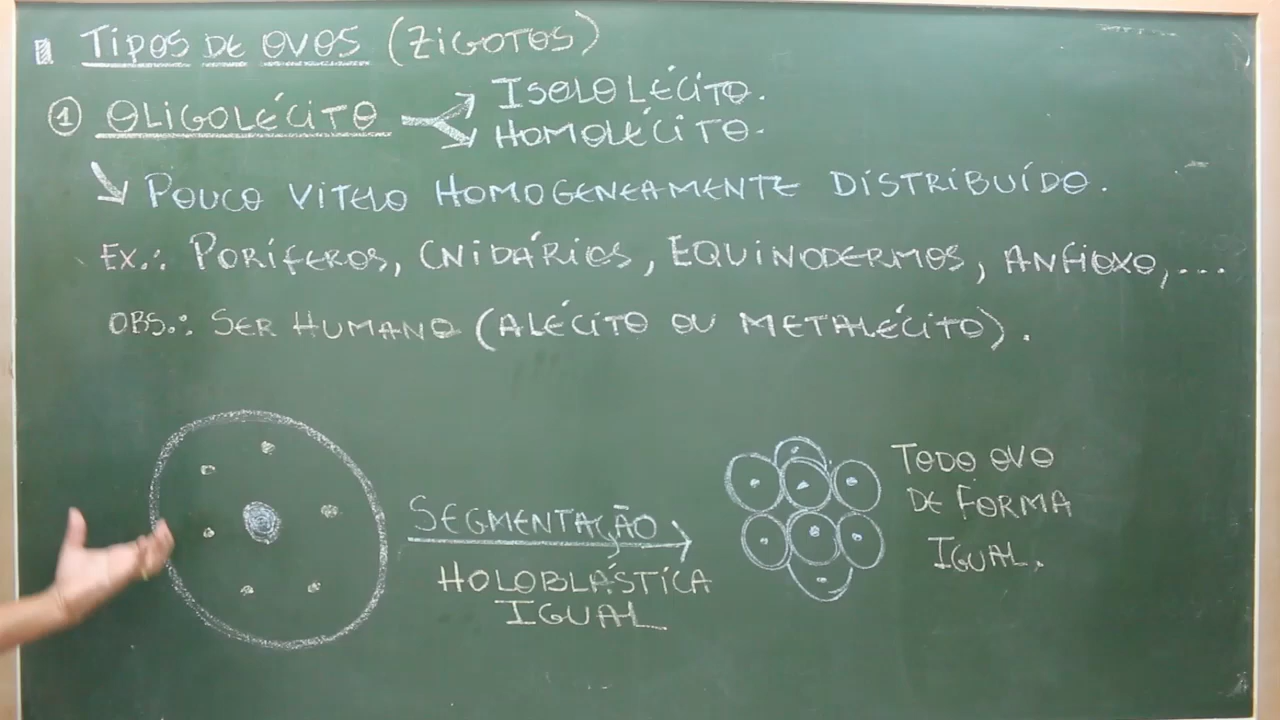 TIPOS DE OVOS (ZIGOTOS)
1 OLIGOLÉCITO
ISOLOLÉCITO.
HOMOLÉCITO.
POUCO VITELO HOMOGENEAMENTE DISTRIBUÍDO.
EX.: PORÍFEROS, CNIDÁRIOS, EQUINODERMOS, ANFIOXO,...
OBS.: SER HUMANO (ALÉCITO OU METALÉCITO).
SEGMENTAÇÃO
HOLOBLÁSTICA
IGUAL
TODO OVO
DE FORMA
IGUAL.